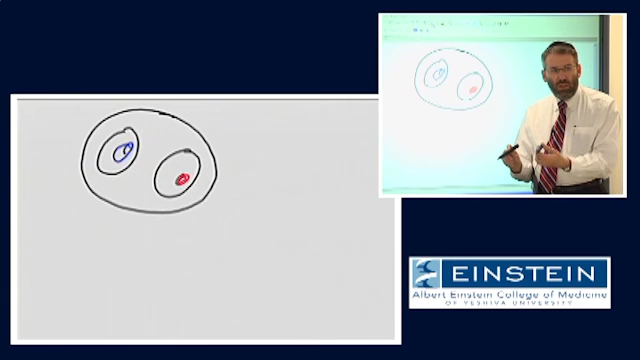 EINSTEIN
Albert Einstein College of Medicine
OF YESHIVA UNIVERSITY